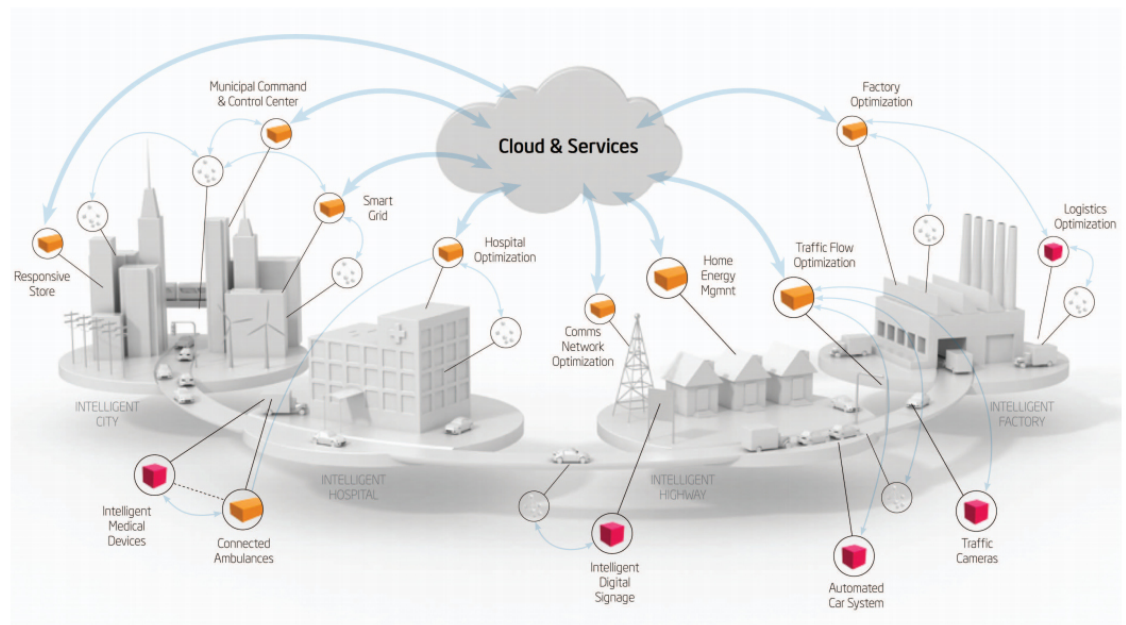 Municipal Command
& Control Center
Cloud & Services
Factory
Optimization
Smart
Grid
Hospital
Optimization
Responsive
Store
Home
Energy
Mgmnt
Traffic Flow
Optimization
Logistics
Optimization
Comms
Network
Optimization
INTELLIGENT
CITY
INTELLIGENT
HOSPITAL
INTELLIGENT
HIGHWAY
INTELLIGENT
FACTORY
Intelligent
Medical
Devices
Connected
Ambulances
Intelligent
Digital
Signage
Automated
Car System
Traffic
Cameras